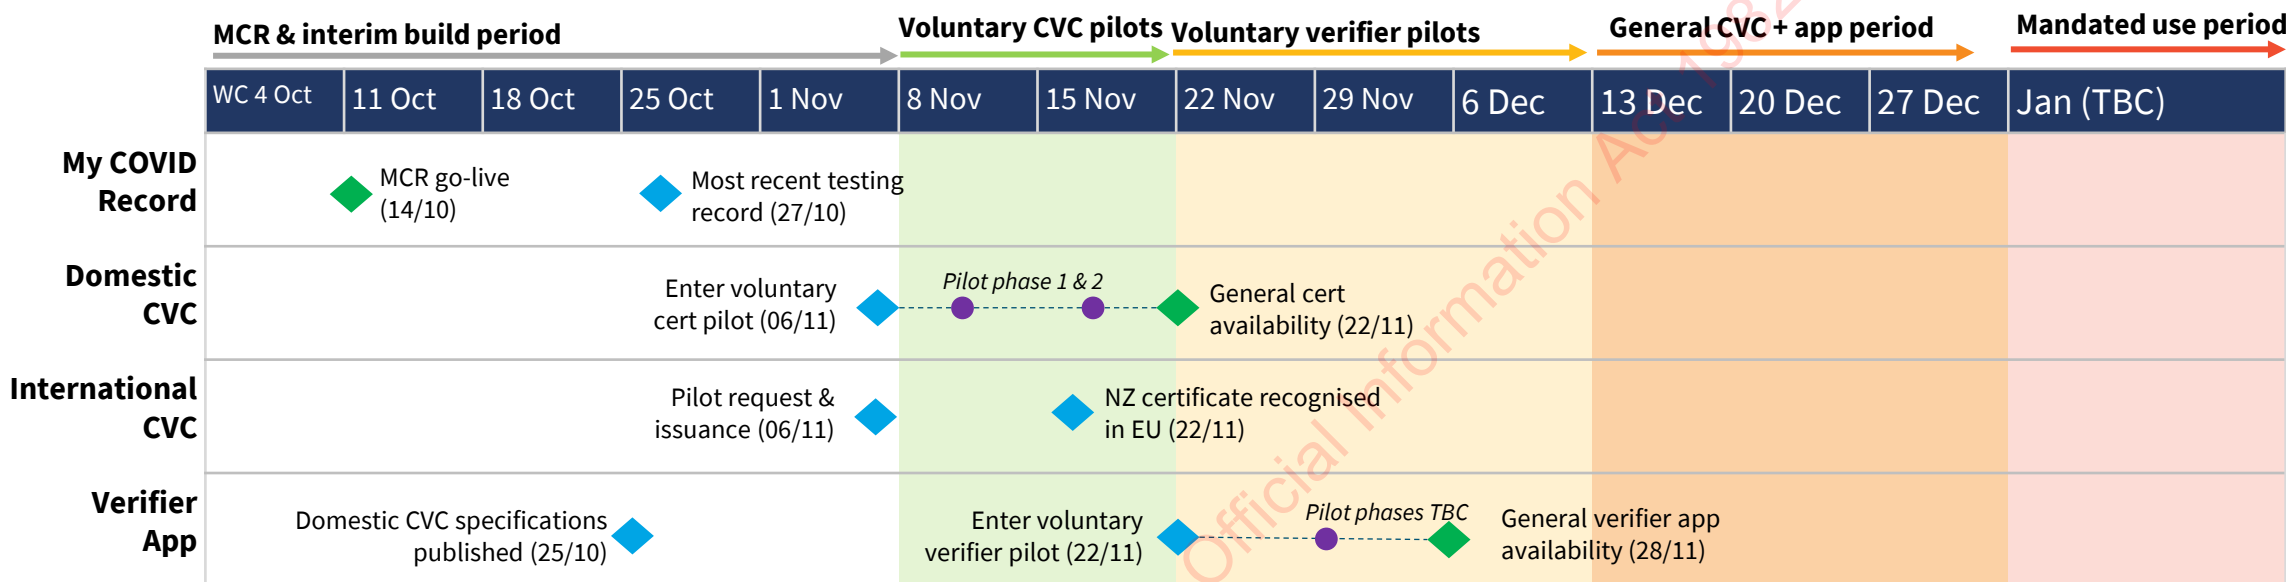 MCR & interim build period
Voluntary CVC pilots
Voluntary verifier pilots
General CVC + app period
Mandated use period
WC 4 Oct
11 Oct
18 Oct
25 Oct
1 Nov
8 Nov
15 Nov
22 Nov
29 Nov
6 Dec
13 Dec
20 Dec
27 Dec
Jan (TBC)
My COVID
Record
MCR go-live
(14/10)
Most recent testing
record (27/10)
Domestic
CVC
Enter voluntary
cert pilot (06/11)
Pilot phase 1 & 2
General cert
availability (22/11)
International
CVC
Pilot request &
issuance (06/11)
NZ certificate recognised
in EU (22/11)
Verifier
App
Domestic CVC specifications
published (25/10)
Enter voluntary
verifier pilot (22/11)
Pilot phases TBC
General verifier app
availability (28/11)
Official Information Act 1982